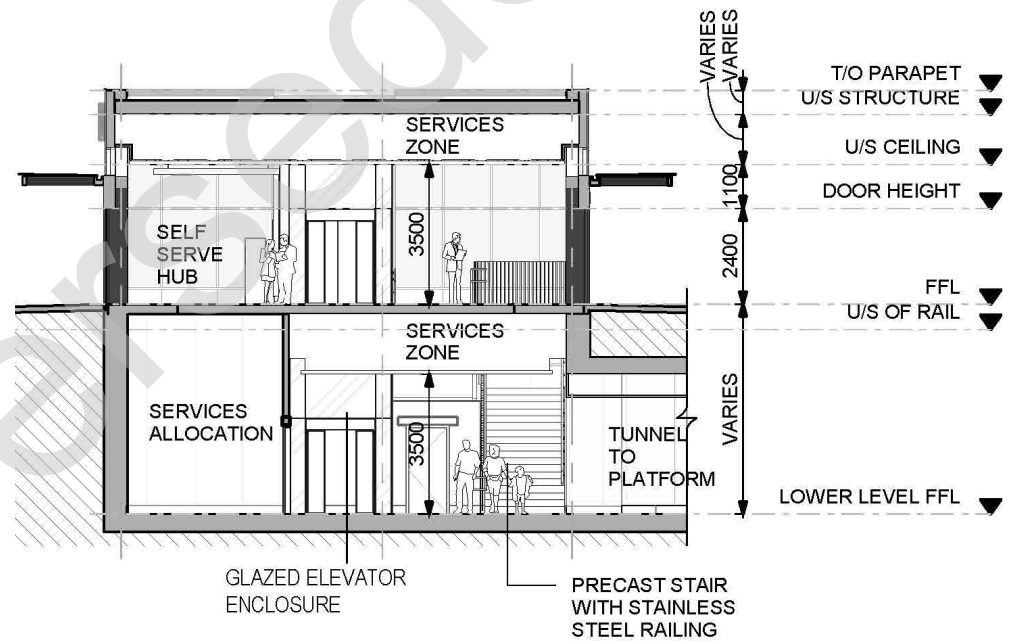 VARIES
VARIES
T/O PARAPET
U/S STRUCTURE
SERVICES
ZONE
U/S CEILING
1100
DOOR HEIGHT
SELF
SERVE
HUB
3500
2400
FFL
U/S OF RAIL
SERVICES
ZONE
SERVICES
ALLOCATION
3500
TUNNEL
TO
PLATFORM
VARIES
LOWER LEVEL FFL
GLAZED ELEVATOR
ENCLOSURE
PRECAST STAIR
WITH STAINLESS
STEEL RAILING